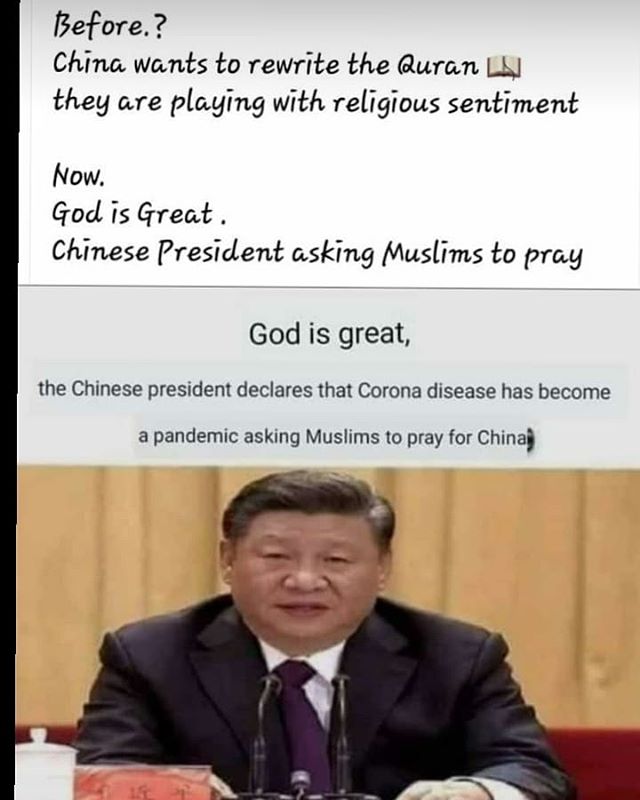 Before.?
China wants to rewrite the Quran 📖
they are playing with religious sentiment
Now.
God is Great .
Chinese President asking Muslims to pray
God is great,
the Chinese president declares that Corona disease has become
a pandemic asking Muslims to pray for China